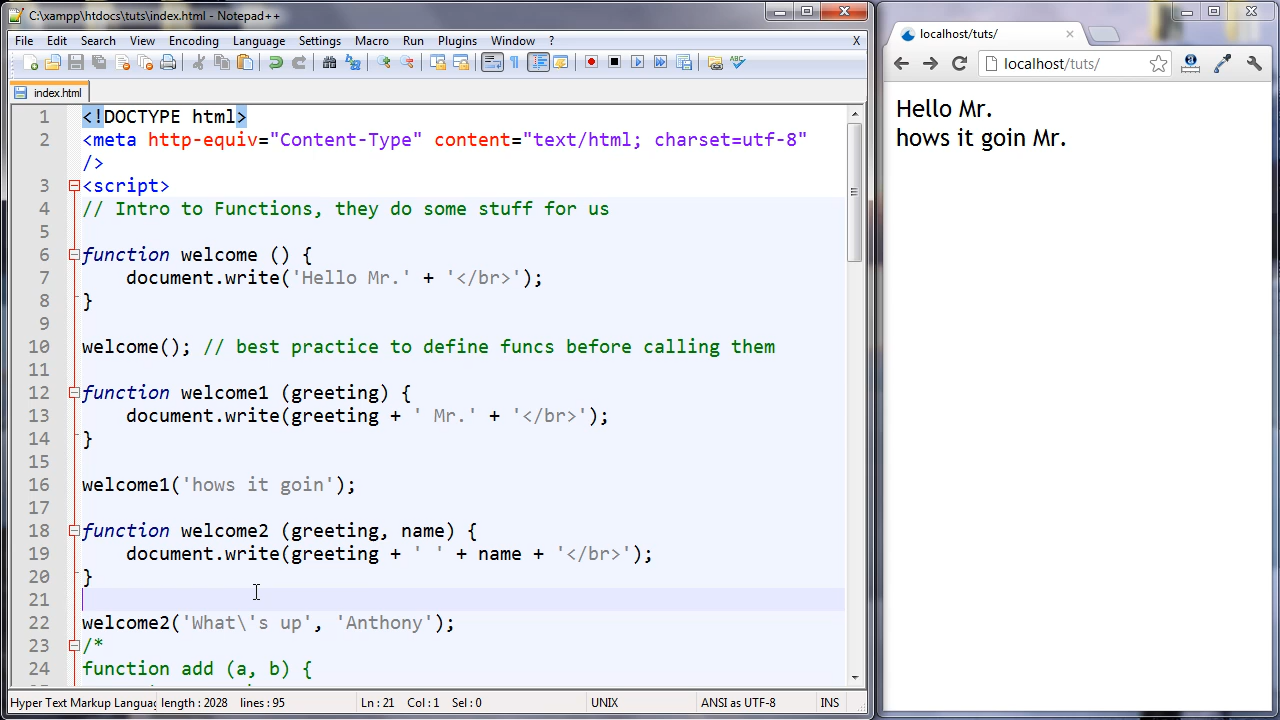 C:\xampp\htdocs\tuts\index.html - Notepad++
File Edit Search View Encoding Language Settings Macro Run Plugins Window ? X
index.html
1 <!DOCTYPE html>
2 <meta http-equiv="Content-Type" content="text/html; charset=utf-8"
/>
3 <script>
4 // Intro to Functions, they do some stuff for us
5
6 function welcome () {
7 document.write('Hello Mr.' + '</br>');
8 }
9
10 welcome(); // best practice to define funcs before calling them
11
12 function welcome1 (greeting) {
13 document.write(greeting + ' Mr.' + '</br>');
14 }
15
16 welcome1('hows it goin');
17
18 function welcome2 (greeting, name) {
19 document.write(greeting + ' ' + name + '</br>');
20 }
21
22 welcome2('What\'s up', 'Anthony');
23 /*
24 function add (a, b) {
Hyper Text Markup Languag length : 2028 lines : 95 Ln : 21 Col : 1 Sel : 0 UNIX ANSI as UTF-8 INS
localhost/tuts/
localhost/tuts/
Hello Mr.
hows it goin Mr.